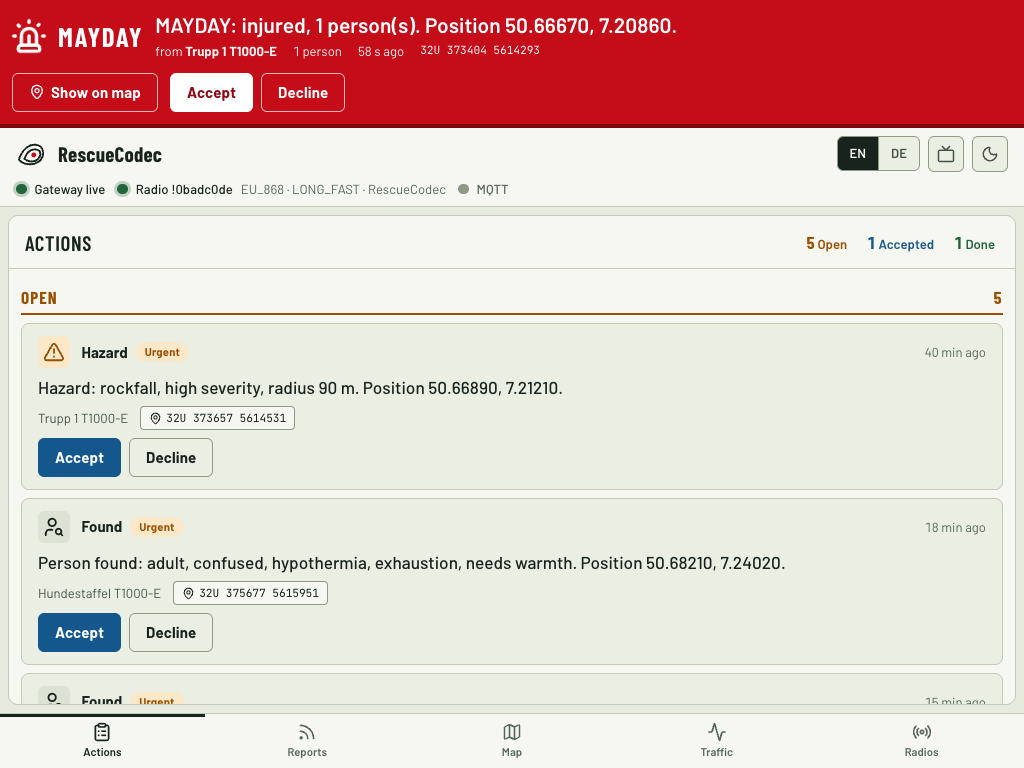 MAYDAY
MAYDAY: injured, 1 person(s). Position 50.66670, 7.20860.
from Trupp 1 T1000-E 1 person 58 s ago 32U 373404 5614293
Show on map Accept Decline
RescueCodec
EN DE
Gateway live Radio !0badc0de EU_868 · LONG_FAST · RescueCodec MQTT
ACTIONS
5 Open 1 Accepted 1 Done
OPEN 5
Hazard Urgent 40 min ago
Hazard: rockfall, high severity, radius 90 m. Position 50.66890, 7.21210.
Trupp 1 T1000-E 32U 373657 5614531
Accept Decline
Found Urgent 18 min ago
Person found: adult, confused, hypothermia, exhaustion, needs warmth. Position 50.68210, 7.24020.
Hundestaffel T1000-E 32U 375677 5615951
Accept Decline
Found Urgent 15 min ago
Actions Reports Map Traffic Radios